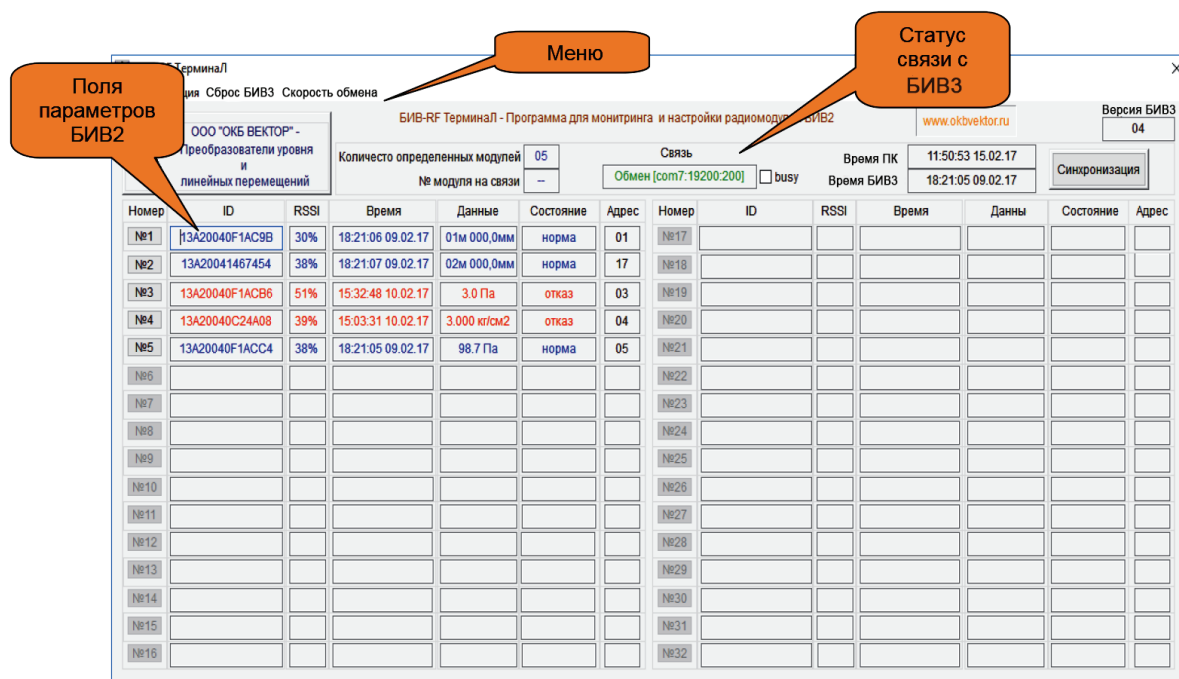 Меню
Статус
связи с
БИВ3
Поля
параметров
БИВ2
ТерминаЛ
Сброс БИВ3 Скорость обмена
ООО "ОКБ ВЕКТОР" -
Преобразователи уровня
и
линейных перемещений
БИВ-RF ТерминаЛ - Программа для монитринга и настройки БИВ2
www.okbvektor.ru
Версия БИВ3
04
Количесто определенных модулей 05
№ модуля на связи --
Связь
Обмен [com7:19200:200] busy
Время ПК 11:50:53 15.02.17
Время БИВ3 18:21:05 09.02.17
Синхронизация
Номер ID RSSI Время Данные Состояние Адрес Номер ID RSSI Время Данны Состояние Адрес
№1 13A20040F1AC9B 30% 18:21:06 09.02.17 01м 000,0мм норма 01 №17
№2 13A20041467454 38% 18:21:07 09.02.17 02м 000,0мм норма 17 №18
№3 13A20040F1ACB6 51% 15:32:48 10.02.17 3.0 Па отказ 03 №19
№4 13A20040C24A08 39% 15:03:31 10.02.17 3.000 кг/см2 отказ 04 №20
№5 13A20040F1ACC4 38% 18:21:05 09.02.17 98.7 Па норма 05 №21
№6 №22
№7 №23
№8 №24
№9 №25
№10 №26
№11 №27
№12 №28
№13 №29
№14 №30
№15 №31
№16 №32